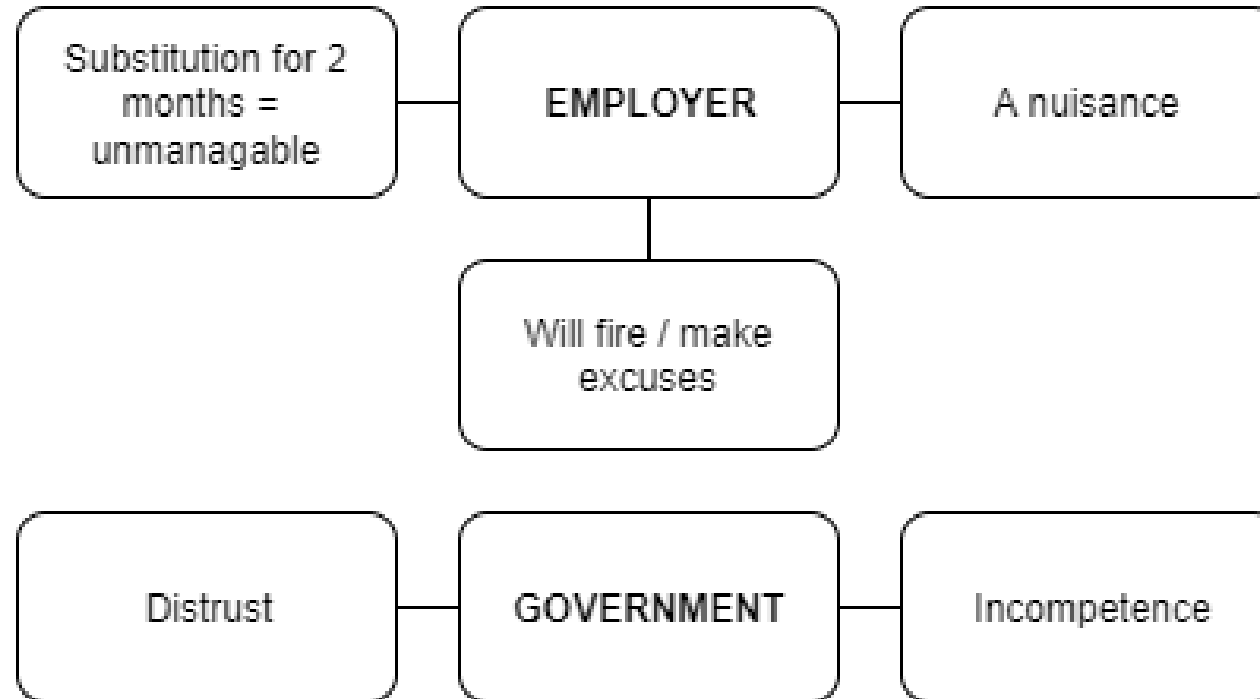 Substitution for 2
months =
unmanagable
EMPLOYER
A nuisance
Will fire / make
excuses
Distrust
GOVERNMENT
Incompetence